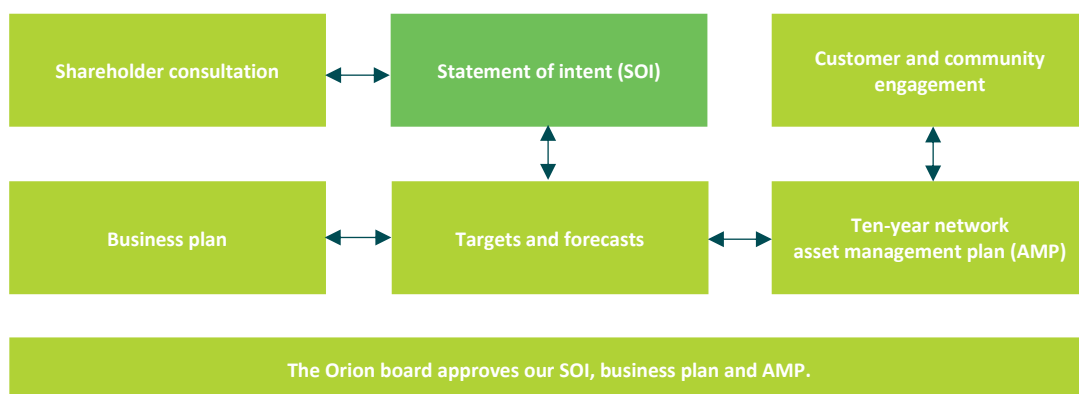 Shareholder consultation
Statement of intent (SOI)
Customer and community
engagement
Business plan
Targets and forecasts
Ten-year network
asset management plan (AMP)
The Orion board approves our SOI, business plan and AMP.